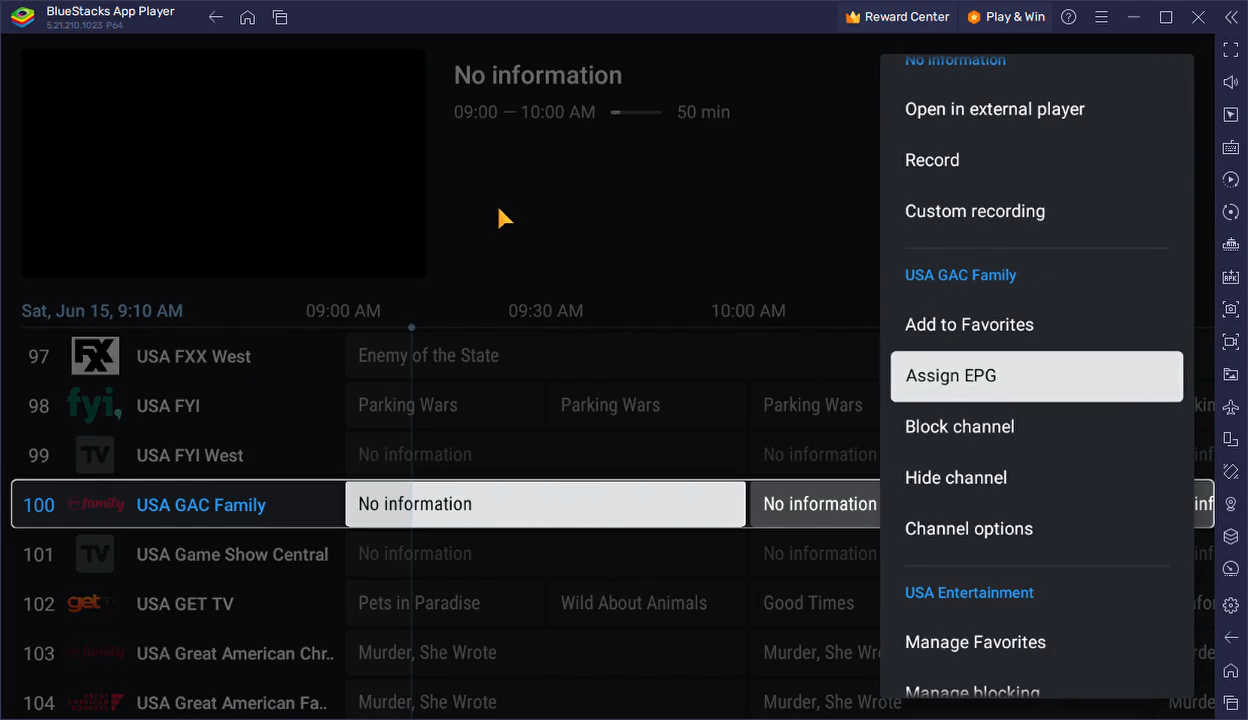 BlueStacks App Player
5.21.210.1023 P64
Reward Center
Play & Win
No information
09:00 — 10:00 AM
50 min
Sat, Jun 15, 9:10 AM
09:00 AM
09:30 AM
10:00 AM
97 FX USA FXX West
Enemy of the State
98 fyi, USA FYI
Parking Wars
Parking Wars
Parking Wars
99 TV USA FYI West
No information
No information
100 family USA GAC Family
No information
No information
101 TV USA Game Show Central
No information
No information
102 get USA GET TV
Pets in Paradise
Wild About Animals
Good Times
103 family USA Great American Chr..
Murder, She Wrote
Murder, She Wro
104 USA Great American Fa..
Murder, She Wrote
Murder, She Wrote
Murde
No information
Open in external player
Record
Custom recording
USA GAC Family
Add to Favorites
Assign EPG
Block channel
Hide channel
Channel options
USA Entertainment
Manage Favorites
Manage blocking